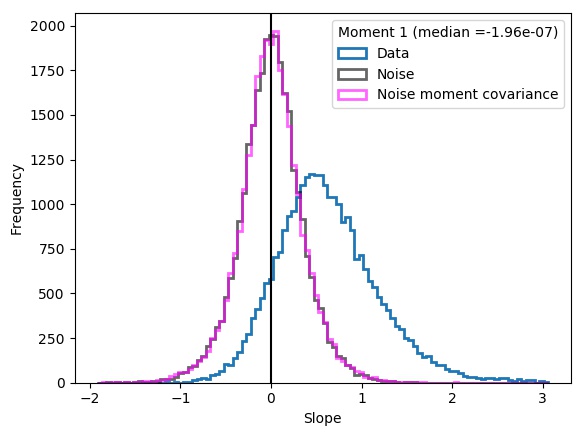 Moment 1 (median =-1.96e-07)
Data
Noise
Noise moment covariance
2000
1750
1500
1250
1000
750
500
250
0
Frequency
−2 −1 0 1 2 3
Slope